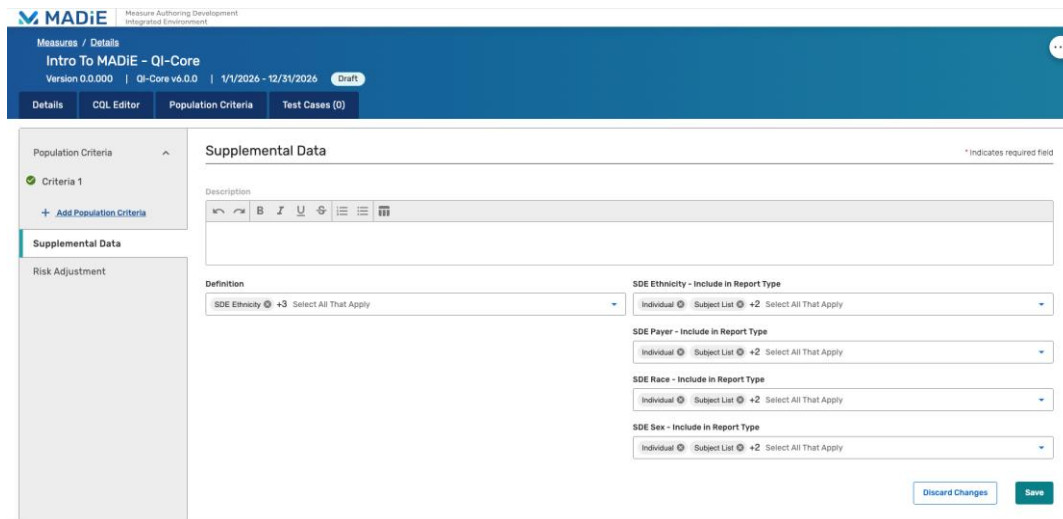 MADiE
Measure Authoring Development
Integrated Environment
Measures / Details
Intro To MADiE - QI-Core
Version 0.0.000 | QI-Core v6.0.0 | 1/1/2026 - 12/31/2026 Draft
Details CQL Editor Population Criteria Test Cases (0)
Population Criteria
Criteria 1
+ Add Population Criteria
Supplemental Data
Risk Adjustment
Supplemental Data
* Indicates required field
Description
B I U S
Definition
SDE Ethnicity +3 Select All That Apply
SDE Ethnicity - Include in Report Type
Individual Subject List +2 Select All That Apply
SDE Payer - Include in Report Type
Individual Subject List +2 Select All That Apply
SDE Race - Include in Report Type
Individual Subject List +2 Select All That Apply
SDE Sex - Include in Report Type
Individual Subject List +2 Select All That Apply
Discard Changes Save